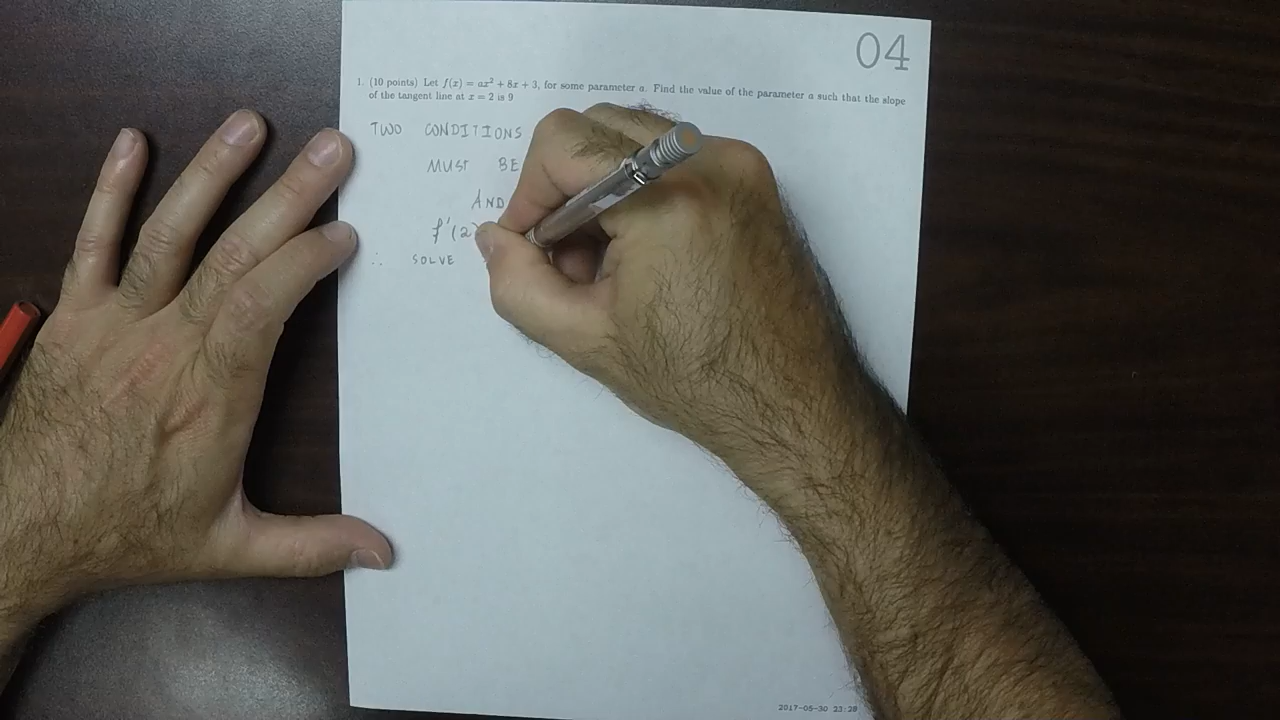 04
1. (10 points) Let f(x) = ax² + 8x + 3, for some parameter a. Find the value of the parameter a such that the slope
of the tangent line at x = 2 is 9
TWO CONDITIONS
MUST BE
AND
f'(2)
∴ SOLVE
2017-05-30 23:28